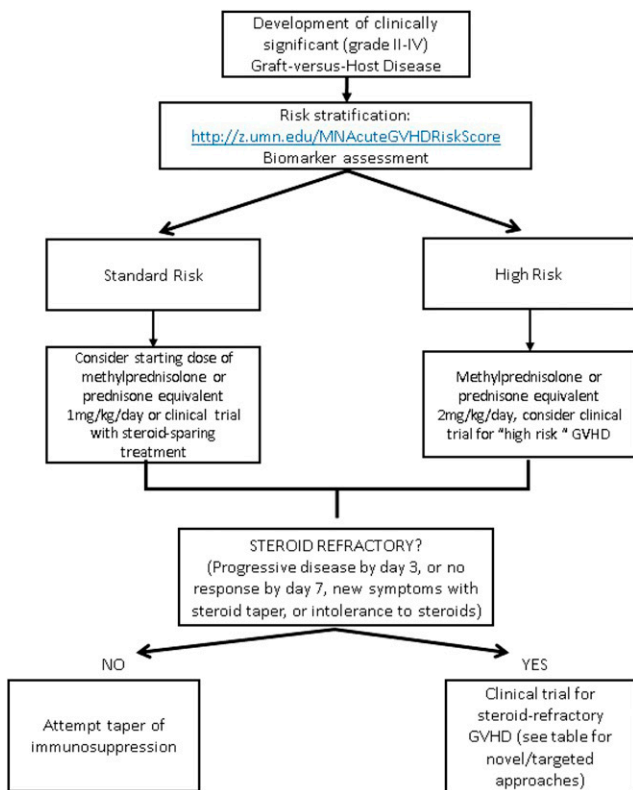 Development of clinically
significant (grade II-IV)
Graft-versus-Host Disease
Risk stratification:
http://z.umn.edu/MNAcuteGVHDRiskScore
Biomarker assessment
Standard Risk
High Risk
Consider starting dose of
methylprednisolone or
prednisone equivalent
1mg/kg/day or clinical trial
with steroid-sparing
treatment
Methylprednisolone or
prednisone equivalent
2mg/kg/day, consider clinical
trial for “high risk “ GVHD
STEROID REFRACTORY?
(Progressive disease by day 3, or no
response by day 7, new symptoms with
steroid taper, or intolerance to steroids)
NO
YES
Attempt taper of
immunosuppression
Clinical trial for
steroid-refractory
GVHD (see table for
novel/targeted
approaches)